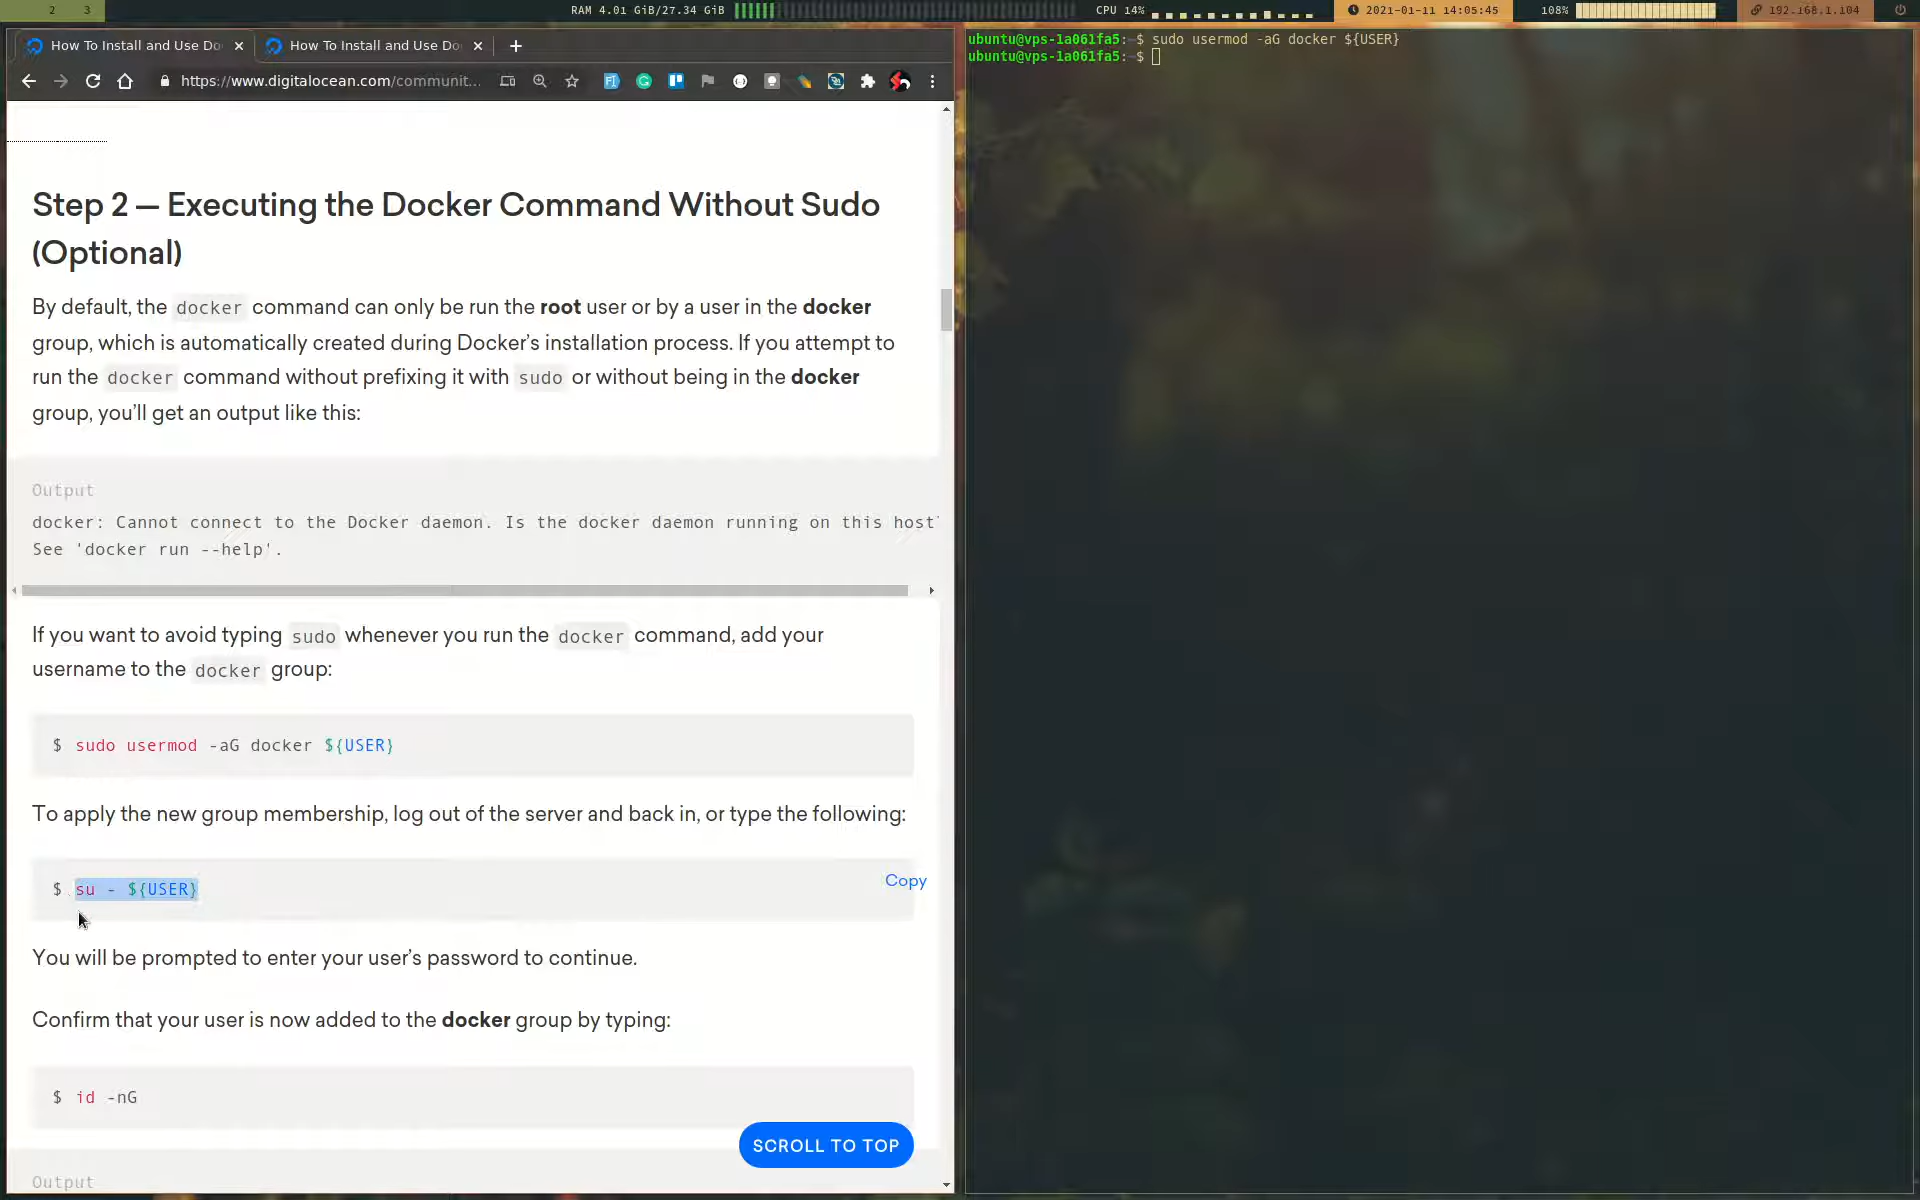 2 3 RAM 4.01 GiB/27.34 GiB CPU 14% 2021-01-11 14:05:45 108% 192.168.1.104
How To Install and Use Do × How To Install and Use Do × +
https://www.digitalocean.com/communit...
Step 2 — Executing the Docker Command Without Sudo
(Optional)
By default, the docker command can only be run the root user or by a user in the docker
group, which is automatically created during Docker’s installation process. If you attempt to
run the docker command without prefixing it with sudo or without being in the docker
group, you’ll get an output like this:
Output
docker: Cannot connect to the Docker daemon. Is the docker daemon running on this host
See 'docker run --help'.
If you want to avoid typing sudo whenever you run the docker command, add your
username to the docker group:
$ sudo usermod -aG docker ${USER}
To apply the new group membership, log out of the server and back in, or type the following:
$ su - ${USER}
Copy
You will be prompted to enter your user’s password to continue.
Confirm that your user is now added to the docker group by typing:
$ id -nG
SCROLL TO TOP
Output
ubuntu@vps-1a061fa5:~$ sudo usermod -aG docker ${USER}
ubuntu@vps-1a061fa5:~$